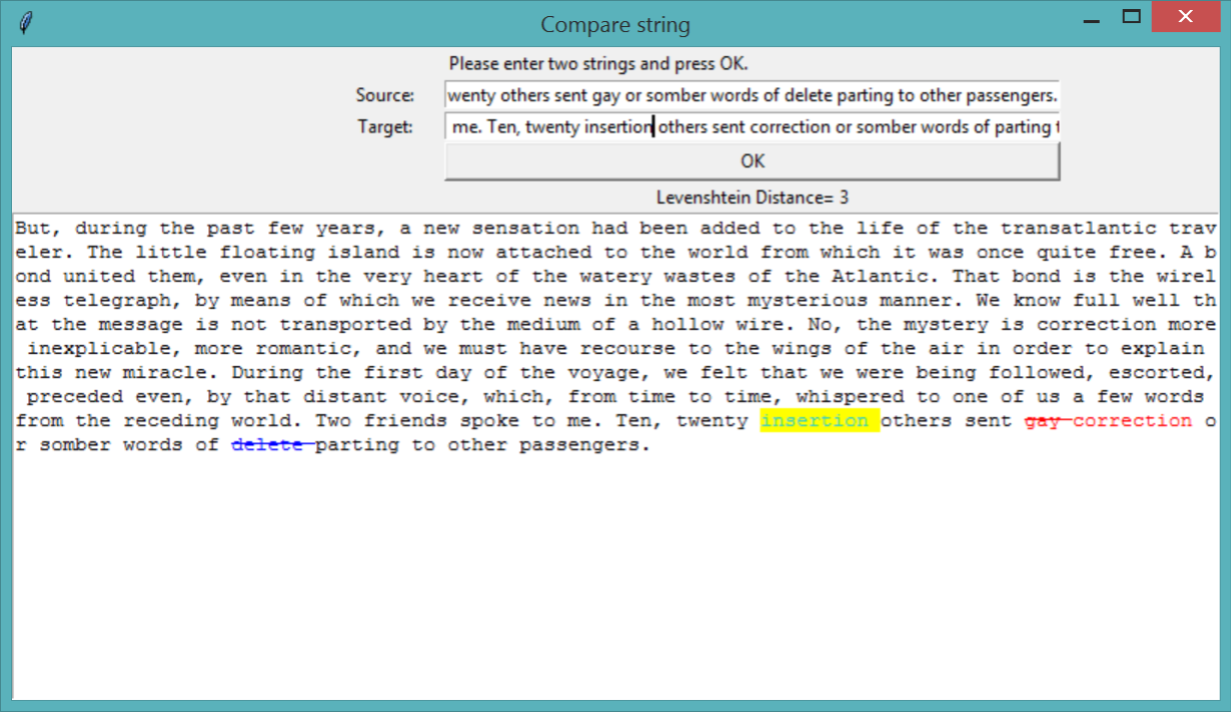 Compare string
Please enter two strings and press OK.
Source: wenty others sent gay or somber words of delete parting to other passengers.
Target: me. Ten, twenty insertion others sent correction or somber words of parting t
OK
Levenshtein Distance= 3
But, during the past few years, a new sensation had been added to the life of the transatlantic trav
eler. The little floating island is now attached to the world from which it was once quite free. A b
ond united them, even in the very heart of the watery wastes of the Atlantic. That bond is the wirel
ess telegraph, by means of which we receive news in the most mysterious manner. We know full well th
at the message is not transported by the medium of a hollow wire. No, the mystery is correction more
inexplicable, more romantic, and we must have recourse to the wings of the air in order to explain
this new miracle. During the first day of the voyage, we felt that we were being followed, escorted,
preceded even, by that distant voice, which, from time to time, whispered to one of us a few words
from the receding world. Two friends spoke to me. Ten, twenty insertion others sent gay correction o
r somber words of delete parting to other passengers.